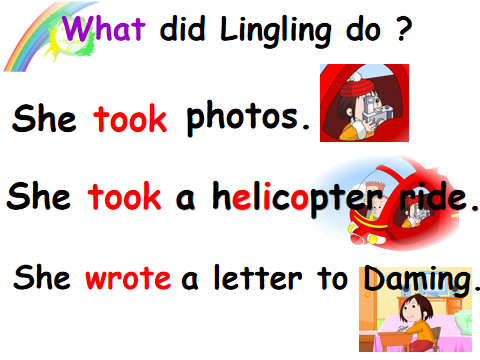 What did Lingling do ?
She took photos.
She took a helicopter ride.
She wrote a letter to Daming.